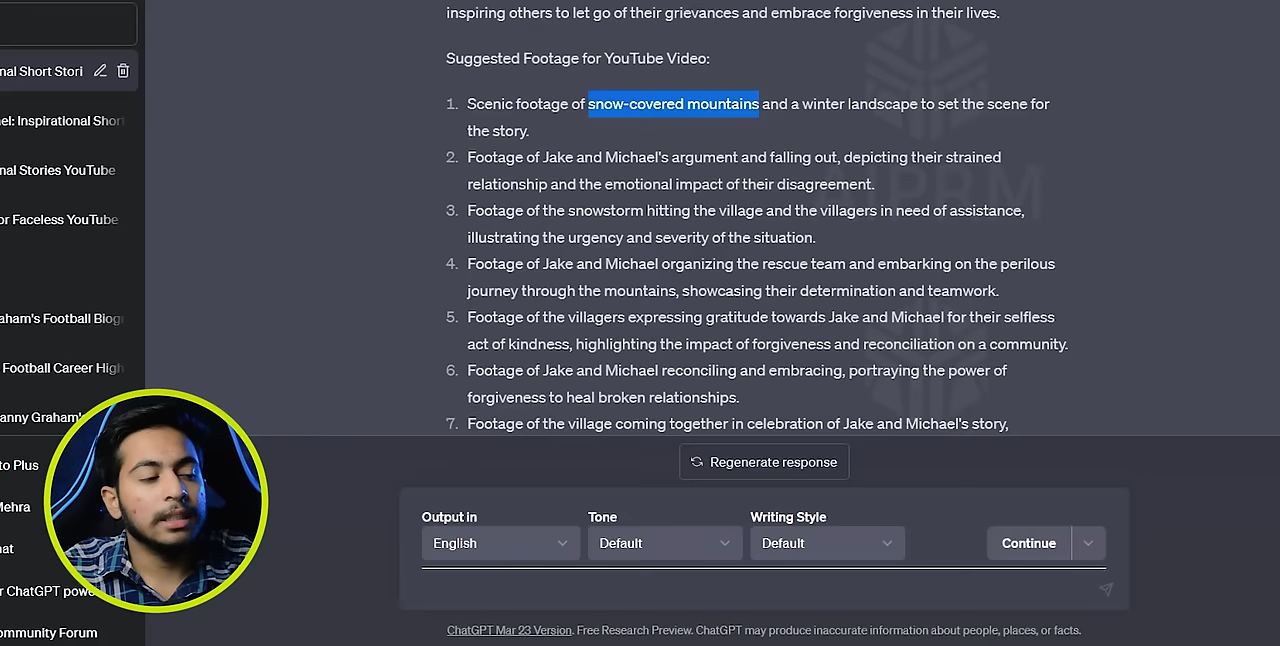 inspiring others to let go of their grievances and embrace forgiveness in their lives.
Suggested Footage for YouTube Video:
1. Scenic footage of snow-covered mountains and a winter landscape to set the scene for
the story.
2. Footage of Jake and Michael's argument and falling out, depicting their strained
relationship and the emotional impact of their disagreement.
3. Footage of the snowstorm hitting the village and the villagers in need of assistance,
illustrating the urgency and severity of the situation.
4. Footage of Jake and Michael organizing the rescue team and embarking on the perilous
journey through the mountains, showcasing their determination and teamwork.
5. Footage of the villagers expressing gratitude towards Jake and Michael for their selfless
act of kindness, highlighting the impact of forgiveness and reconciliation on a community.
6. Footage of Jake and Michael reconciling and embracing, portraying the power of
forgiveness to heal broken relationships.
7. Footage of the village coming together in celebration of Jake and Michael's story,
AIPRM
nal Short Stori
el: Inspirational Short
nal Stories YouTube
or Faceless YouTube
aham's Football Biog
Football Career High
anny Graham's
to Plus
Mehra
at
r ChatGPT pow
ommunity Forum
Regenerate response
Output in
Tone
Writing Style
English
Default
Default
Continue
ChatGPT Mar 23 Version. Free Research Preview. ChatGPT may produce inaccurate information about people, places, or facts.